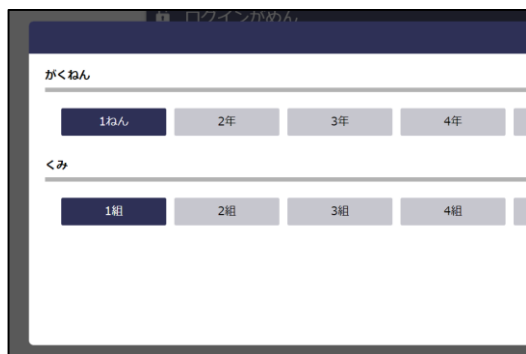 ログインがめん
がくねん
1ねん 2年 3年 4年
くみ
1組 2組 3組 4組